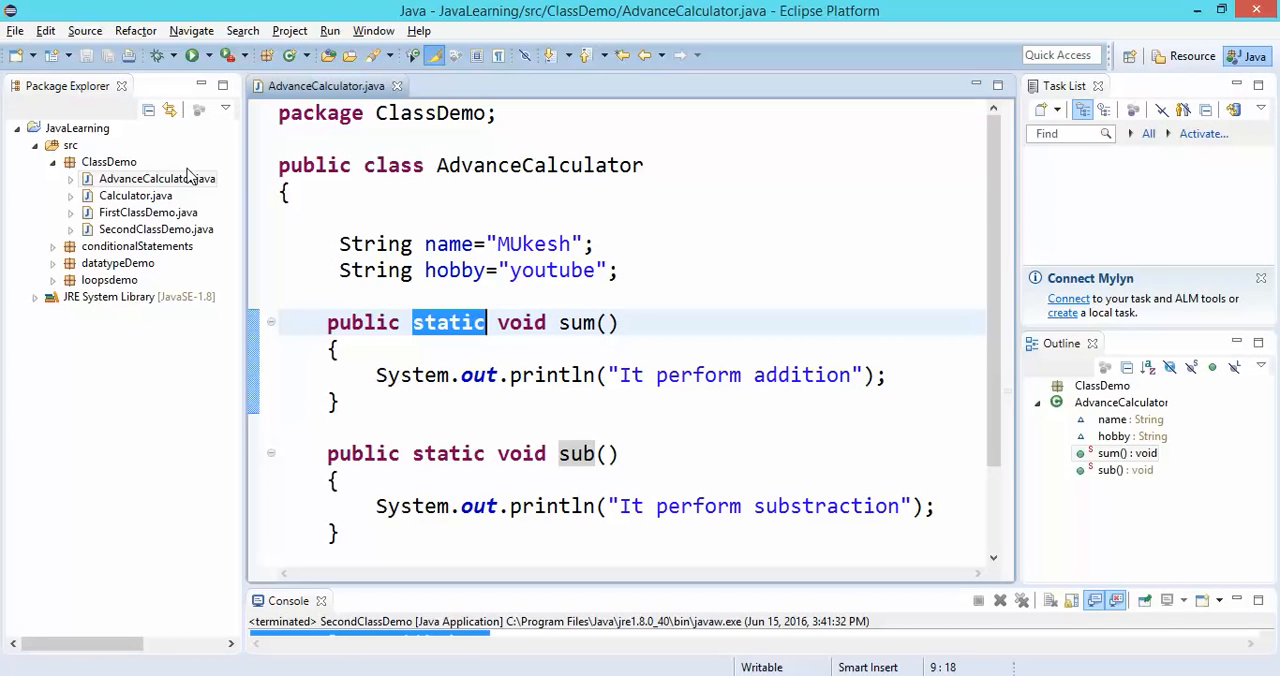 Java - JavaLearning/src/ClassDemo/AdvanceCalculator.java - Eclipse Platform
File Edit Source Refactor Navigate Search Project Run Window Help
Quick Access
Resource
Java
Package Explorer
JavaLearning
src
ClassDemo
AdvanceCalculator.java
Calculator.java
FirstClassDemo.java
SecondClassDemo.java
conditionalStatements
datatypeDemo
loopsdemo
JRE System Library [JavaSE-1.8]
AdvanceCalculator.java
package ClassDemo;
public class AdvanceCalculator
{
String name="MUkesh";
String hobby="youtube";
public static void sum()
{
System.out.println("It perform addition");
}
public static void sub()
{
System.out.println("It perform substraction");
}
Task List
Find All Activate...
Connect Mylyn
Connect to your task and ALM tools or
create a local task.
Outline
ClassDemo
AdvanceCalculator
name : String
hobby : String
sum() : void
sub() : void
Console
<terminated> SecondClassDemo [Java Application] C:\Program Files\Java\jre1.8.0_40\bin\javaw.exe (Jun 15, 2016, 3:41:32 PM)
Writable Smart Insert 9 : 18